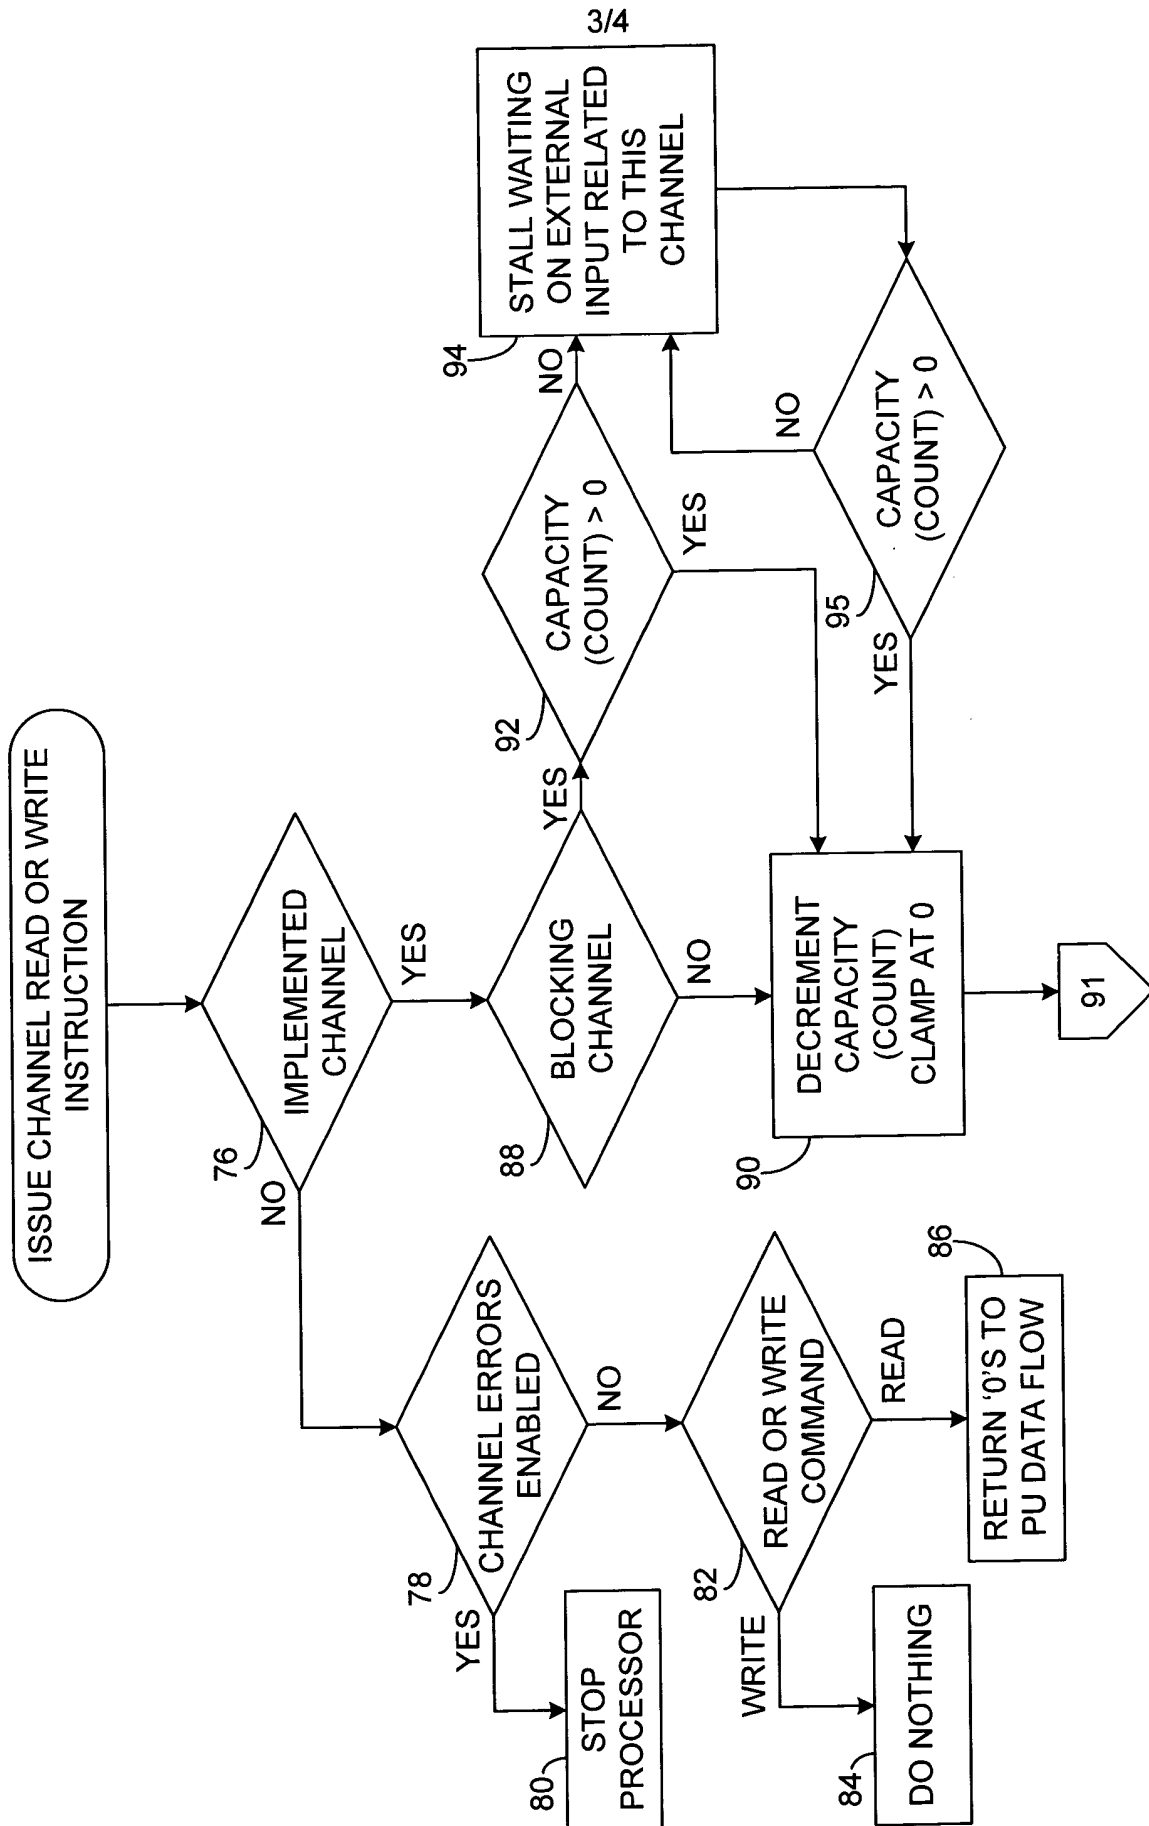 3/4
ISSUE CHANNEL READ OR WRITE
INSTRUCTION
76
IMPLEMENTED
CHANNEL
NO
YES
78
CHANNEL ERRORS
ENABLED
YES
NO
80
STOP
PROCESSOR
82
READ OR WRITE
COMMAND
WRITE
READ
84
DO NOTHING
86
RETURN '0'S TO
PU DATA FLOW
88
BLOCKING
CHANNEL
YES
NO
90
DECREMENT
CAPACITY
(COUNT)
CLAMP AT 0
91
92
CAPACITY
(COUNT) > 0
NO
YES
94
STALL WAITING
ON EXTERNAL
INPUT RELATED
TO THIS
CHANNEL
95
CAPACITY
(COUNT) > 0
NO
YES